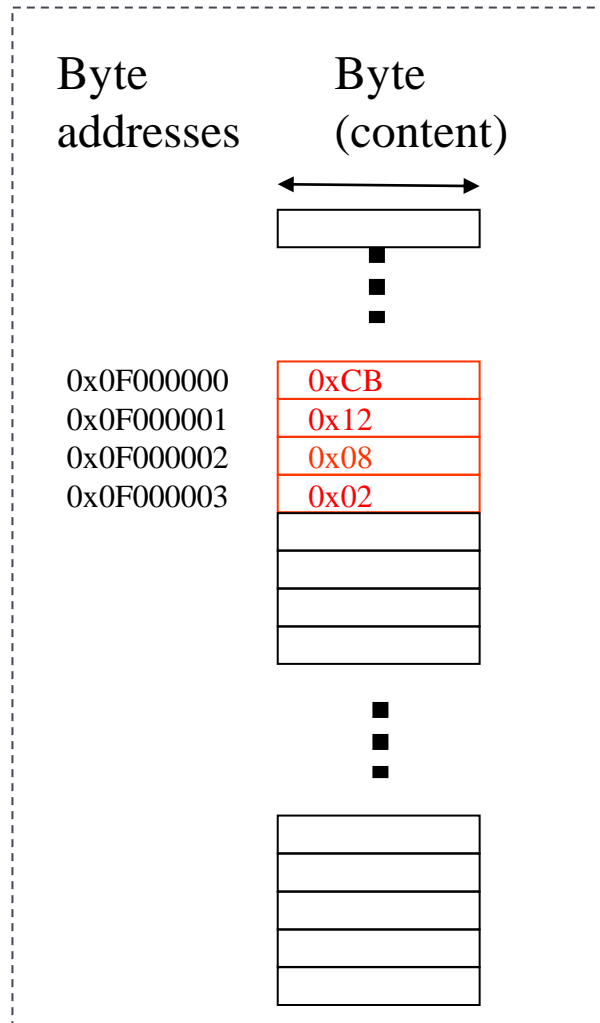 Byte addresses
Byte (content)
0x0F000000 0xCB
0x0F000001 0x12
0x0F000002 0x08
0x0F000003 0x02